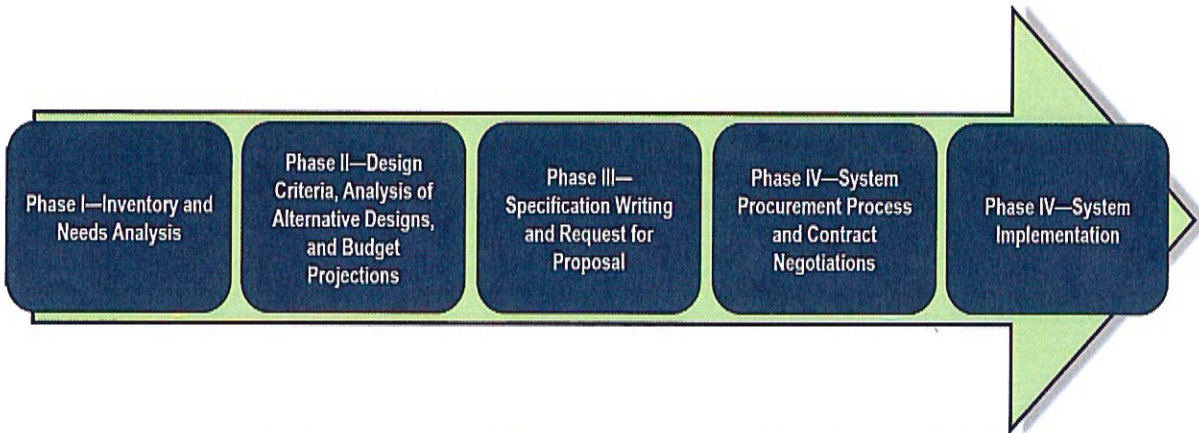 Phase I—Inventory and
Needs Analysis
Phase II—Design
Criteria, Analysis of
Alternative Designs,
and Budget
Projections
Phase III—
Specification Writing
and Request for
Proposal
Phase IV—System
Procurement Process
and Contract
Negotiations
Phase IV—System
Implementation